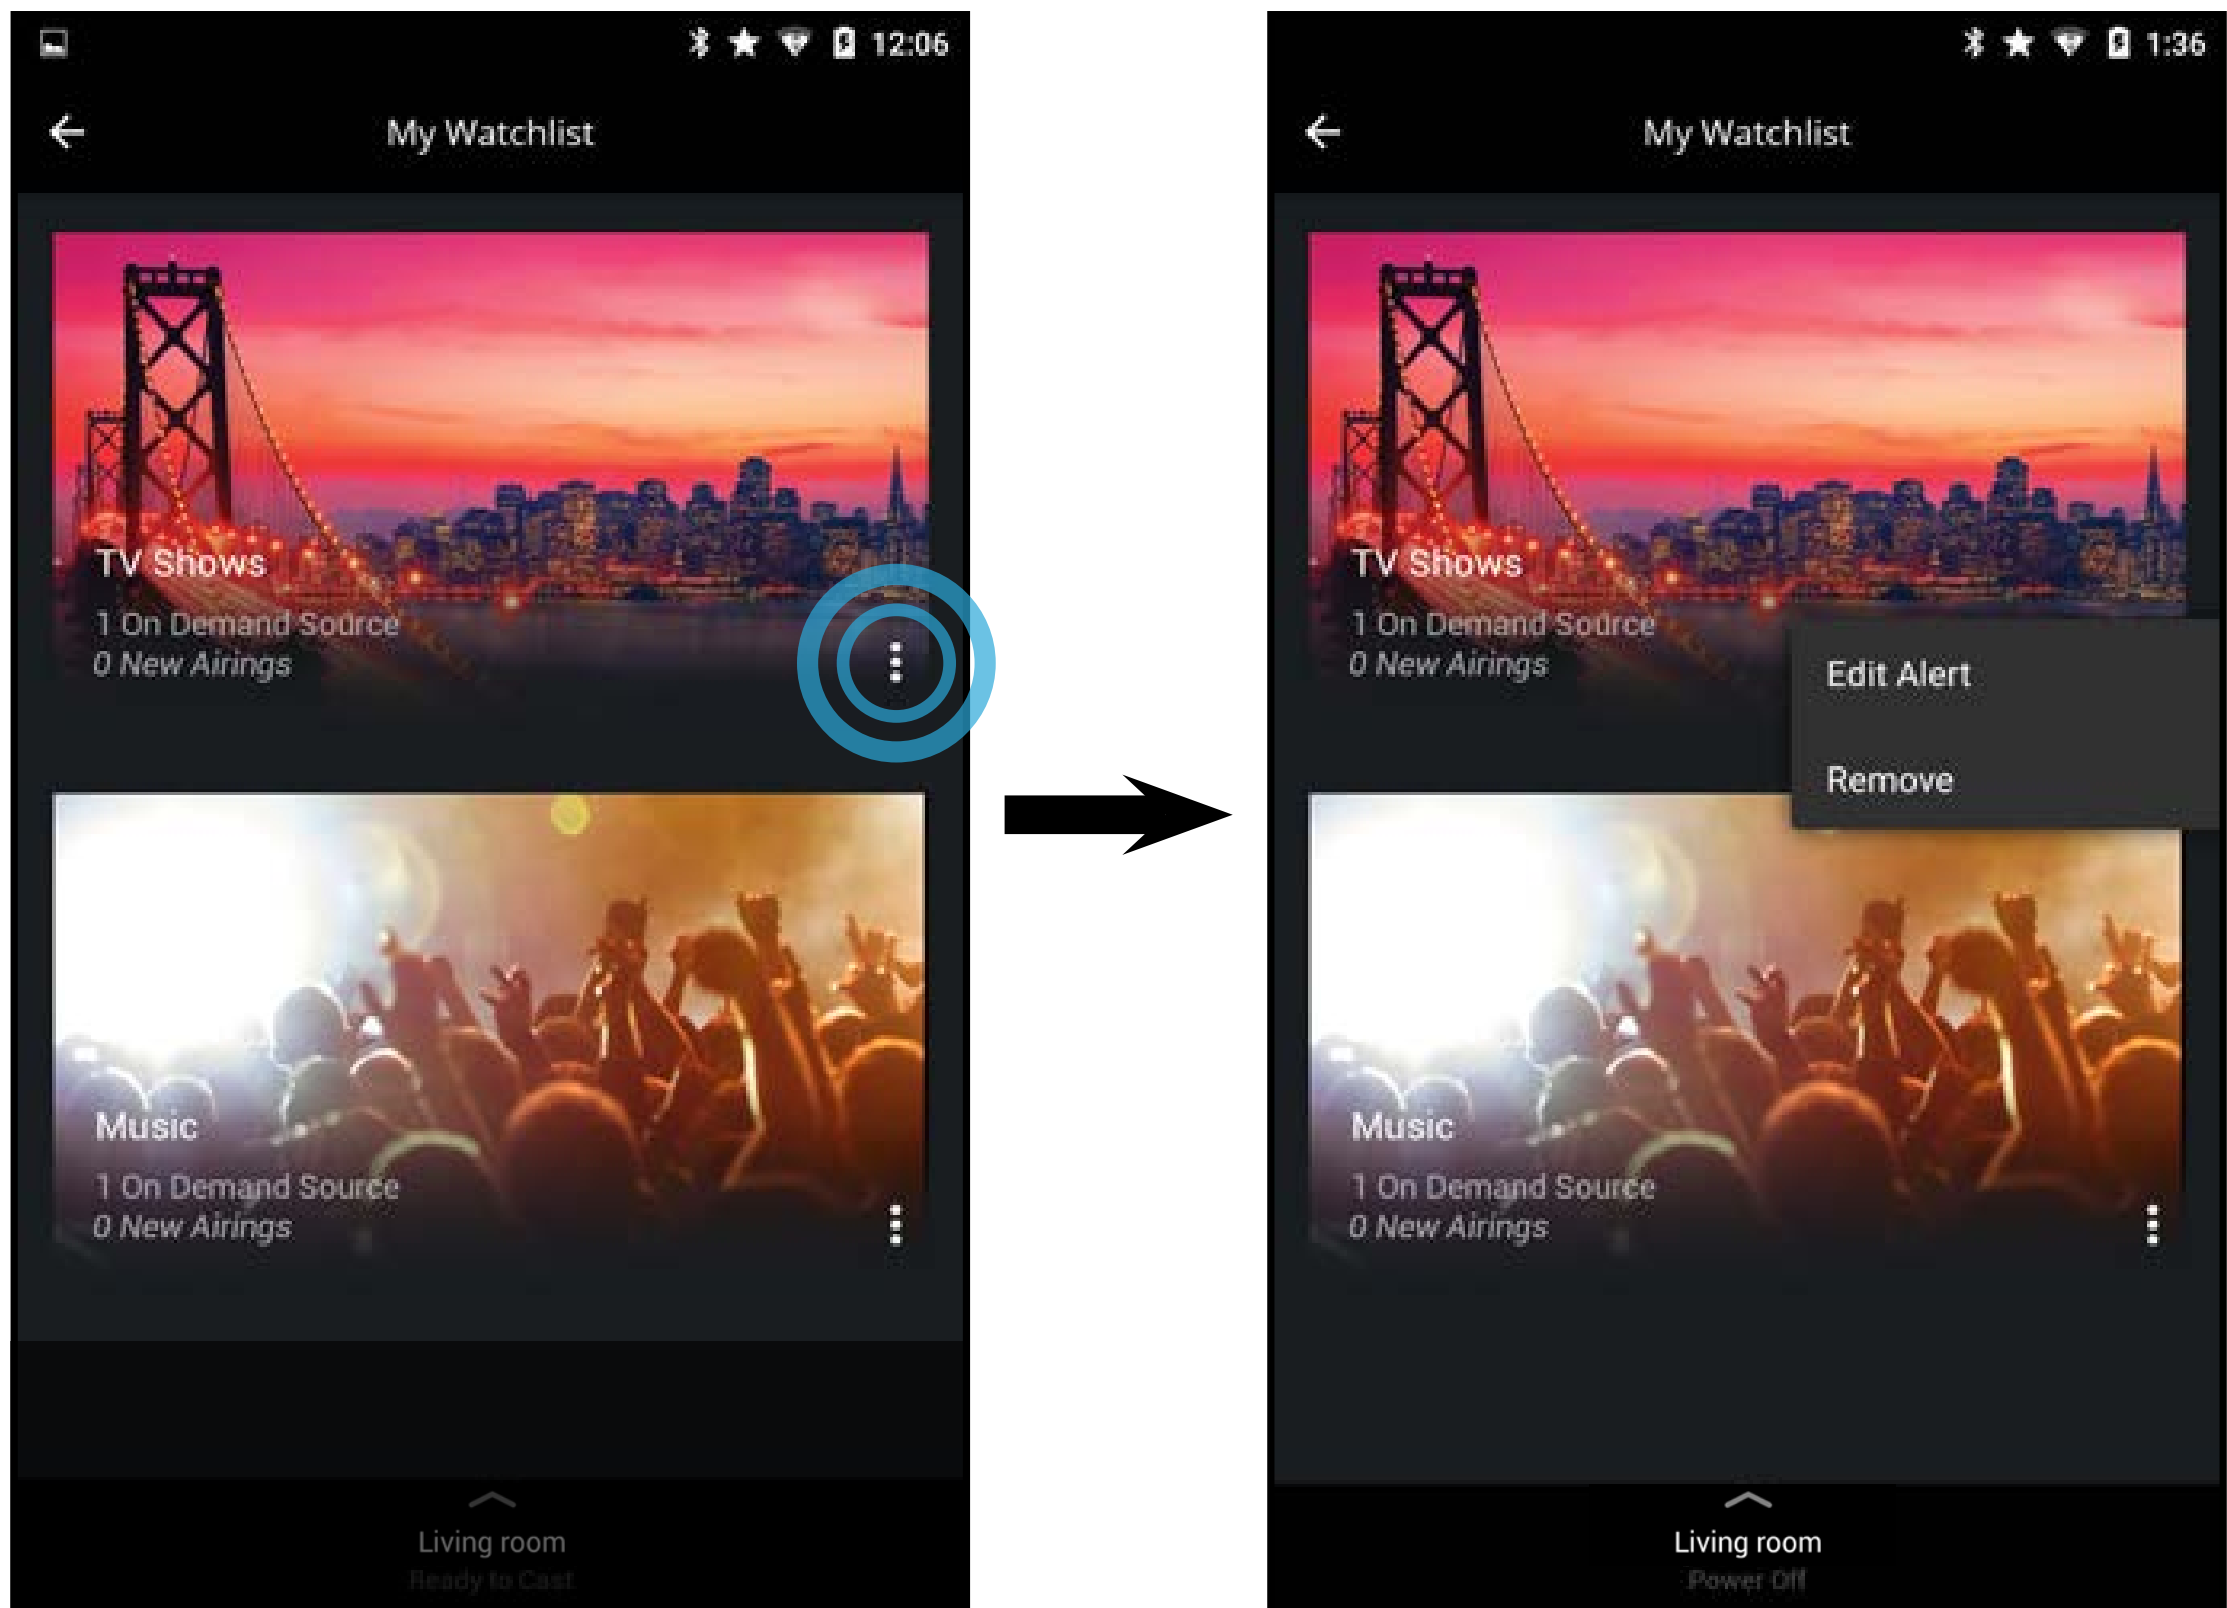 12:06
My Watchlist
TV Shows
1 On Demand Source
0 New Airings
Music
1 On Demand Source
0 New Airings
Living room
Ready to Cast
1:36
My Watchlist
TV Shows
1 On Demand Source
0 New Airings
Edit Alert
Remove
Music
1 On Demand Source
0 New Airings
Living room
Power Off